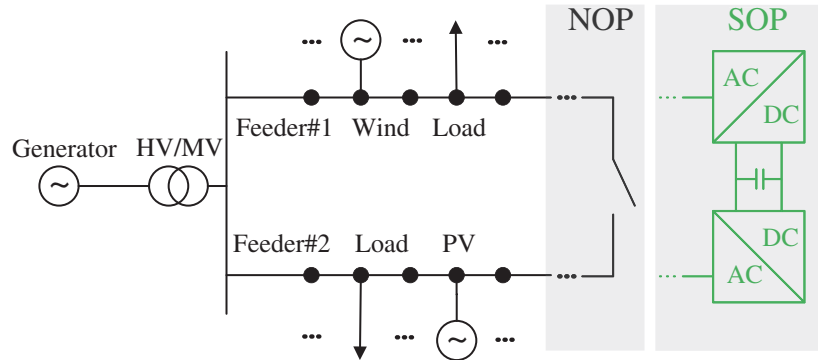 NOP
SOP
AC
DC
Feeder#1 Wind Load
Generator HV/MV
~
~
Feeder#2 Load PV
DC
AC
~